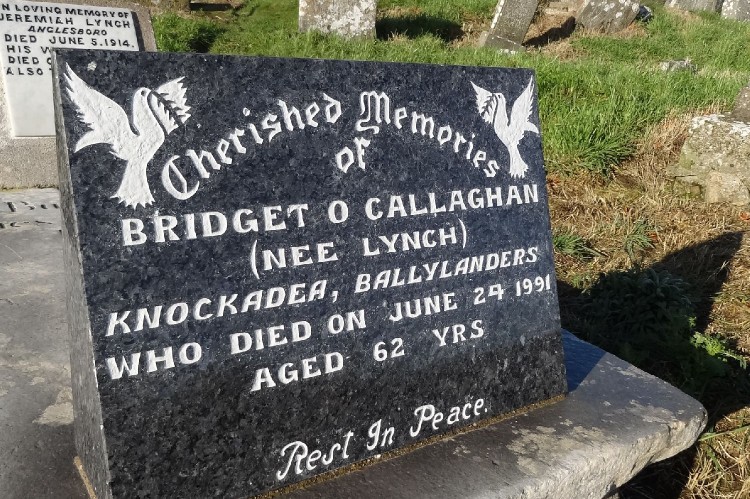 IN LOVING MEMORY OF
JEREMIAH LYNCH
ANGLESBORO
DIED JUNE 5. 1914.
HIS
DIED
ALSO
Cherished Memories
of
BRIDGET O CALLAGHAN
(NEE LYNCH)
KNOCKADEA, BALLYLANDERS
WHO DIED ON JUNE 24 1991
AGED 62 YRS
Rest In Peace.